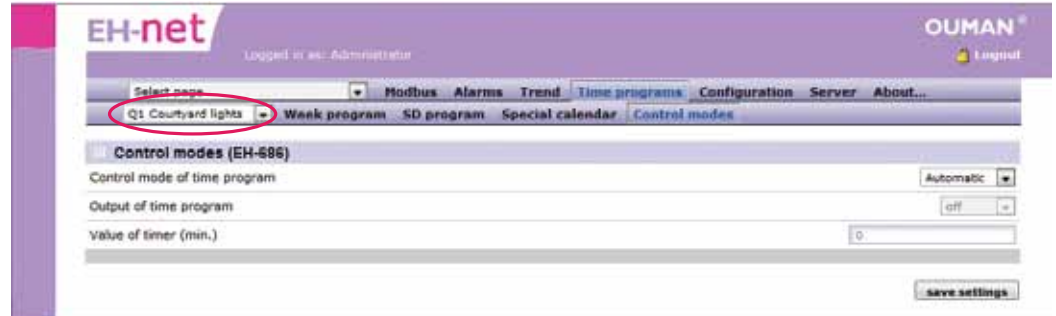 EH-net
OUMAN®
Logged in as: Administrator
Logout
Select page Modbus Alarms Trend Time programs Configuration Server About...
Q1 Courtyard lights Week program SD program Special calendar Control modes
Control modes (EH-686)
Control mode of time program Automatic
Output of time program off
Value of timer (min.) 0
save settings